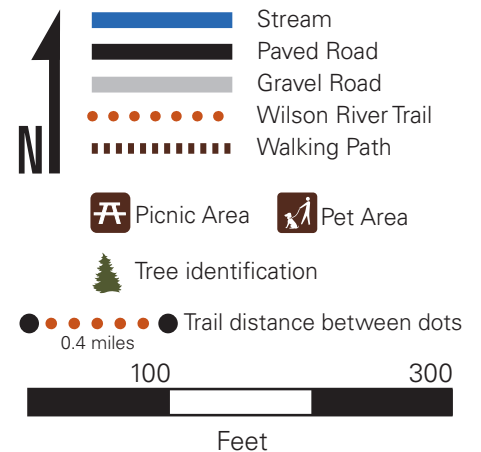 Stream
Paved Road
Gravel Road
Wilson River Trail
Walking Path
N
Picnic Area Pet Area
Tree identification
Trail distance between dots
0.4 miles
100 300
Feet